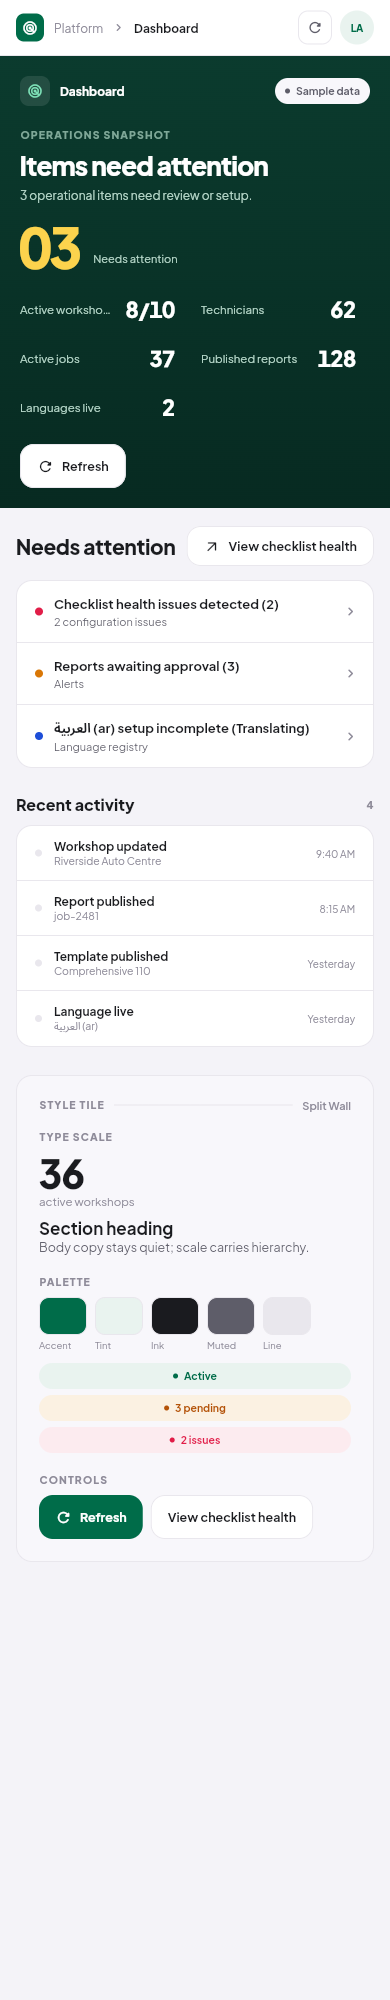 Platform > Dashboard
LA
Dashboard
Sample data
OPERATIONS SNAPSHOT
Items need attention
3 operational items need review or setup.
03 Needs attention
Active worksho... 8/10 Technicians 62
Active jobs 37 Published reports 128
Languages live 2
Refresh
Needs attention
View checklist health
Checklist health issues detected (2)
2 configuration issues
Reports awaiting approval (3)
Alerts
العربية (ar) setup incomplete (Translating)
Language registry
Recent activity 4
Workshop updated
Riverside Auto Centre
9:40 AM
Report published
job-2481
8:15 AM
Template published
Comprehensive 110
Yesterday
Language live
العربية (ar)
Yesterday
STYLE TILE Split Wall
TYPE SCALE
36
active workshops
Section heading
Body copy stays quiet; scale carries hierarchy.
PALETTE
Accent Tint Ink Muted Line
Active
3 pending
2 issues
CONTROLS
Refresh View checklist health